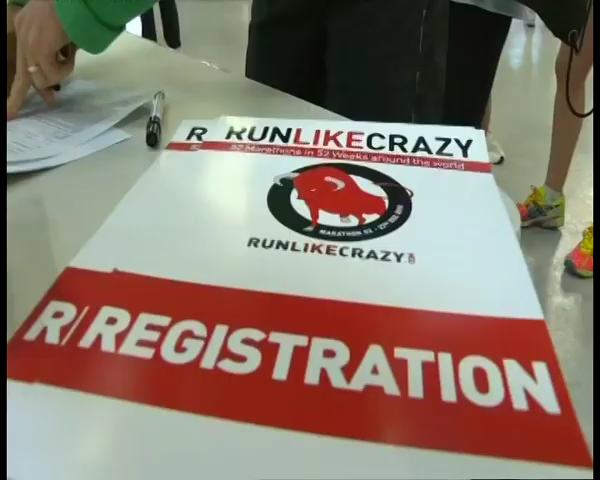 R RUNLIKECRAZY
52 Marathons in 52 Weeks around the world
RUNLIKECRAZY
R/REGISTRATION